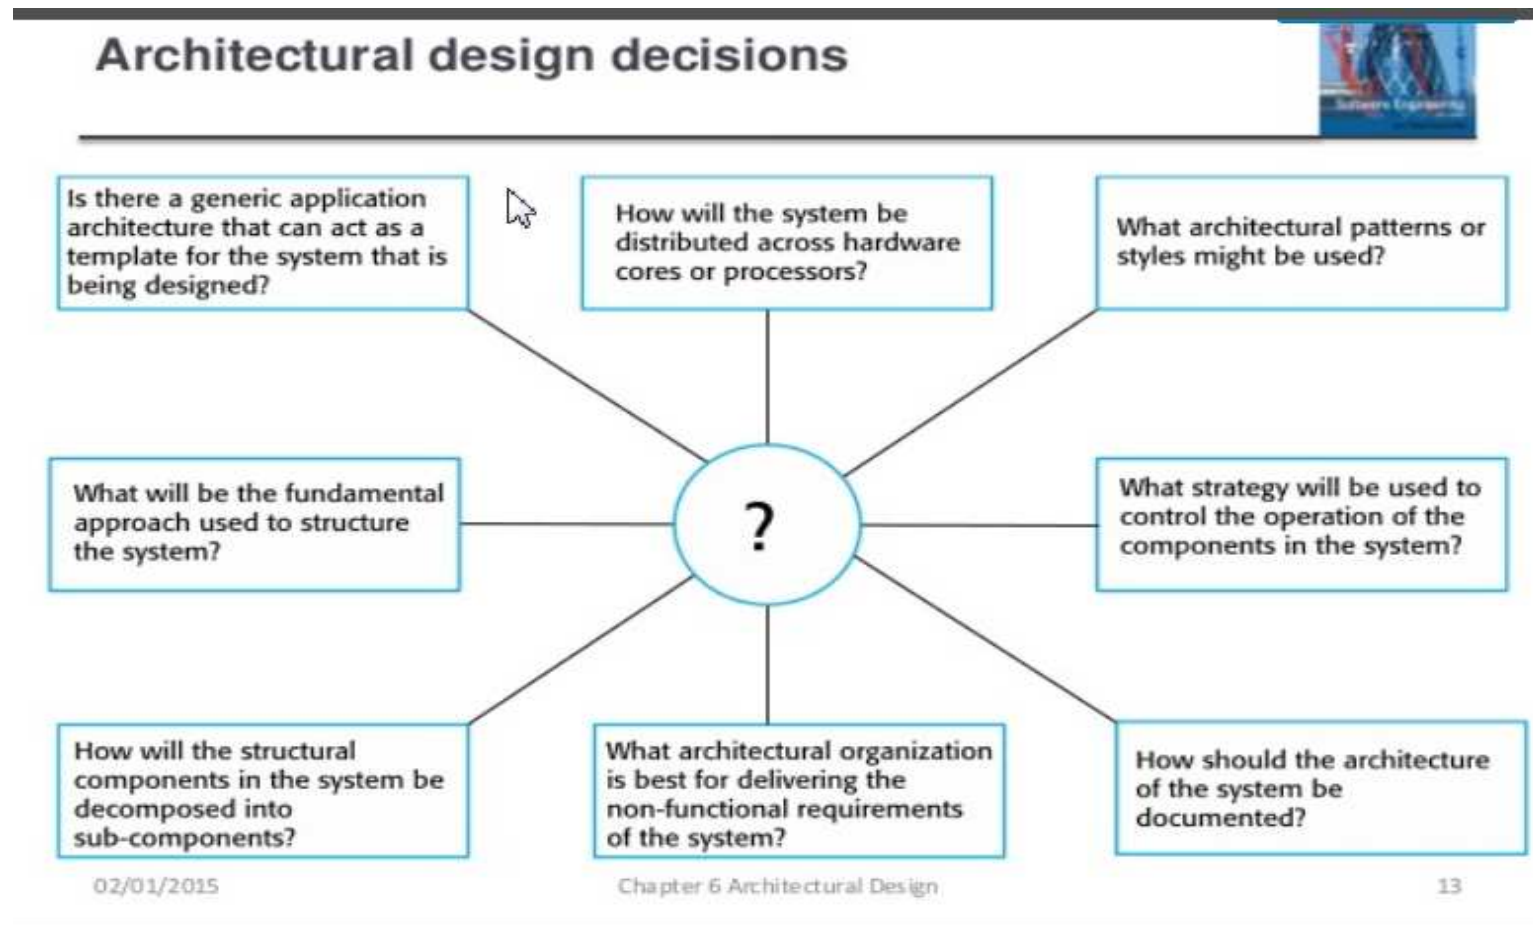 Architectural design decisions
Software Engineering
Is there a generic application
architecture that can act as a
template for the system that is
being designed?
How will the system be
distributed across hardware
cores or processors?
What architectural patterns or
styles might be used?
What will be the fundamental
approach used to structure
the system?
?
What strategy will be used to
control the operation of the
components in the system?
How will the structural
components in the system be
decomposed into
sub-components?
What architectural organization
is best for delivering the
non-functional requirements
of the system?
How should the architecture
of the system be
documented?
02/01/2015
Chapter 6 Architectural Design
13